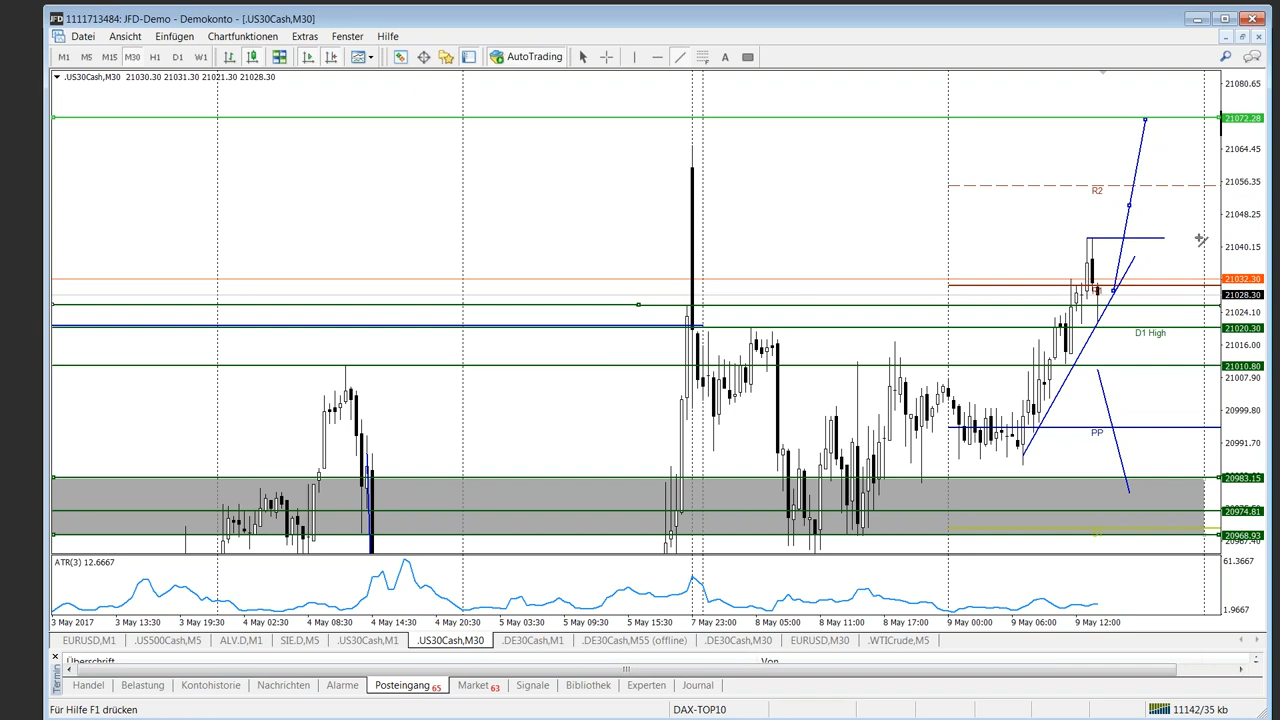 1111713484: JFD-Demo - Demokonto - [.US30Cash,M30]
Datei Ansicht Einfügen Chartfunktionen Extras Fenster Hilfe
M1 M5 M15 M30 H1 D1 W1 AutoTrading A
.US30Cash,M30 21030.30 21031.30 21021.30 21028.30
21080.65
21072.28
21064.45
21056.35
R2
21048.25
21040.15
21032.30
21028.30
21024.10
21020.30
D1 High
21016.00
21010.80
21007.90
20999.80
PP
20991.70
20983.15
20974.81
20968.93
ATR(3) 12.6667
61.3667
1.9667
3 May 2017 3 May 13:30 3 May 19:30 4 May 02:30 4 May 08:30 4 May 14:30 4 May 20:30 5 May 03:30 5 May 09:30 5 May 15:30 7 May 23:00 8 May 05:00 8 May 11:00 8 May 17:00 9 May 00:00 9 May 06:00 9 May 12:00
EURUSD,M1 .US500Cash,M5 ALV.D,M1 SIE.D,M5 .US30Cash,M1 .US30Cash,M30 .DE30Cash,M1 .DE30Cash,M55 (offline) .DE30Cash,M30 EURUSD,M30 .WTICrude,M5
Überschrift Von
Termin
Handel Belastung Kontohistorie Nachrichten Alarme Posteingang 65 Market 63 Signale Bibliothek Experten Journal
Für Hilfe F1 drücken DAX-TOP10 11142/35 kb